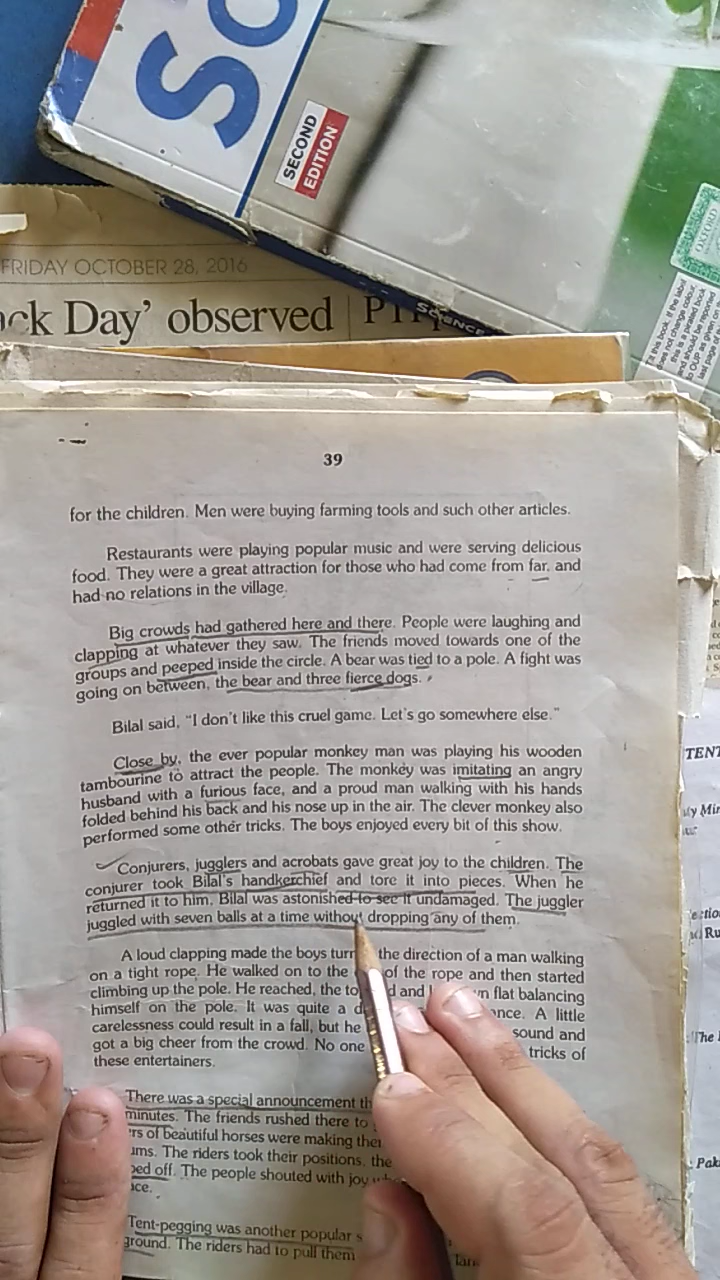 Sc
SECOND
EDITION
OXFORD
SCIENCE
FRIDAY OCTOBER 28, 2016
ck Day' observed
39
for the children. Men were buying farming tools and such other articles.
Restaurants were playing popular music and were serving delicious
food. They were a great attraction for those who had come from far, and
had no relations in the village.
Big crowds had gathered here and there. People were laughing and
clapping at whatever they saw. The friends moved towards one of the
groups and peeped inside the circle. A bear was tied to a pole. A fight was
going on between, the bear and three fierce dogs.
Bilal said, "I don't like this cruel game. Let's go somewhere else."
Close by, the ever popular monkey man was playing his wooden
tambourine to attract the people. The monkey was imitating an angry
husband with a furious face, and a proud man walking with his hands
folded behind his back and his nose up in the air. The clever monkey also
performed some other tricks. The boys enjoyed every bit of this show.
Conjurers, jugglers and acrobats gave great joy to the children. The
conjurer took Bilal's handkerchief and tore it into pieces. When he
returned it to him, Bilal was astonished to see it undamaged. The juggler
juggled with seven balls at a time without dropping any of them.
A loud clapping made the boys turn the direction of a man walking
on a tight rope. He walked on to the of the rope and then started
climbing up the pole. He reached, the to d and flat balancing
himself on the pole. It was quite a A little
carelessness could result in a fall, but he sound and
got a big cheer from the crowd. No one tricks of
these entertainers.
There was a special announcement
minutes. The friends rushed there to
of beautiful horses were making
The riders took their positions, the
off. The people shouted with joy
Tent-pegging was another popular
ground. The riders had to pull them
TENT